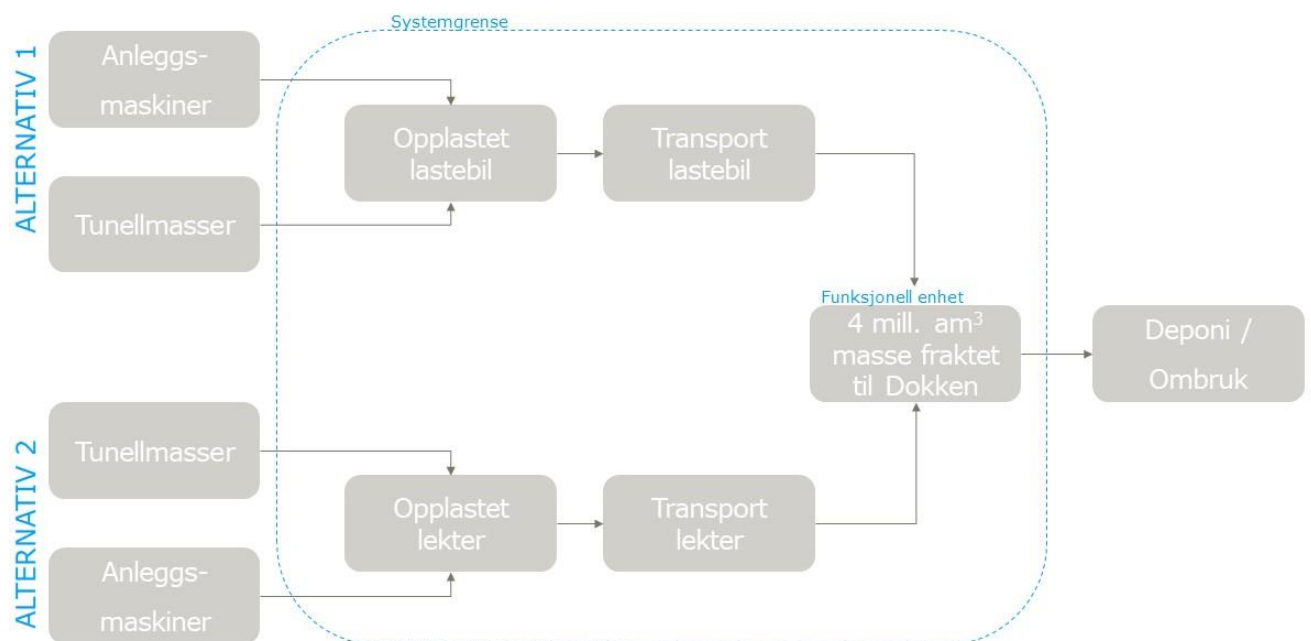 Systemgrense
ALTERNATIV 1
Anleggs-
maskiner
Tunellmasser
Opplastet
lastebil
Transport
lastebil
Funksjonell enhet
4 mill. am³
masse fraktet
til Dokken
Deponi /
Ombruk
ALTERNATIV 2
Tunellmasser
Anleggs-
maskiner
Opplastet
lekter
Transport
lekter